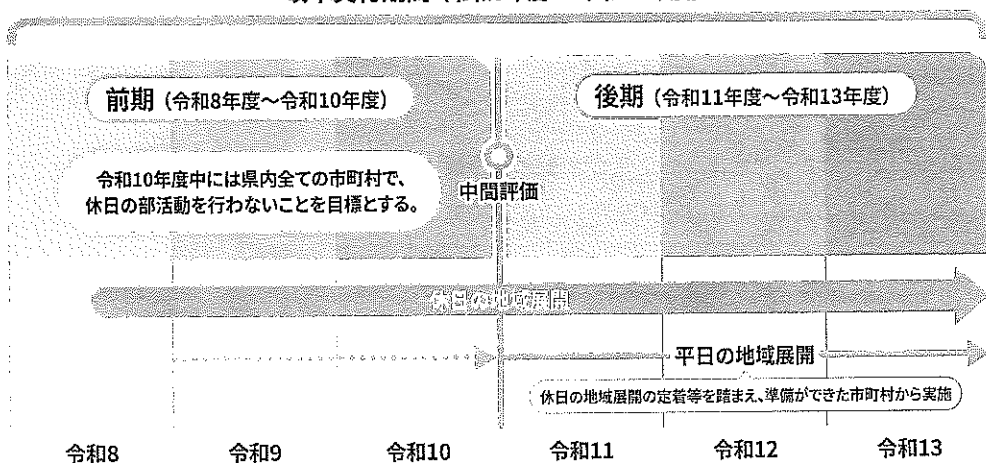 前期（令和8年度～令和10年度）
後期（令和11年度～令和13年度）
令和10年度中には県内全ての市町村で、
休日の部活動を行わないことを目標とする。
中間評価
休日の地域展開
平日の地域展開
休日の地域展開の定着等を踏まえ、準備ができた市町村から実施
令和8
令和9
令和10
令和11
令和12
令和13